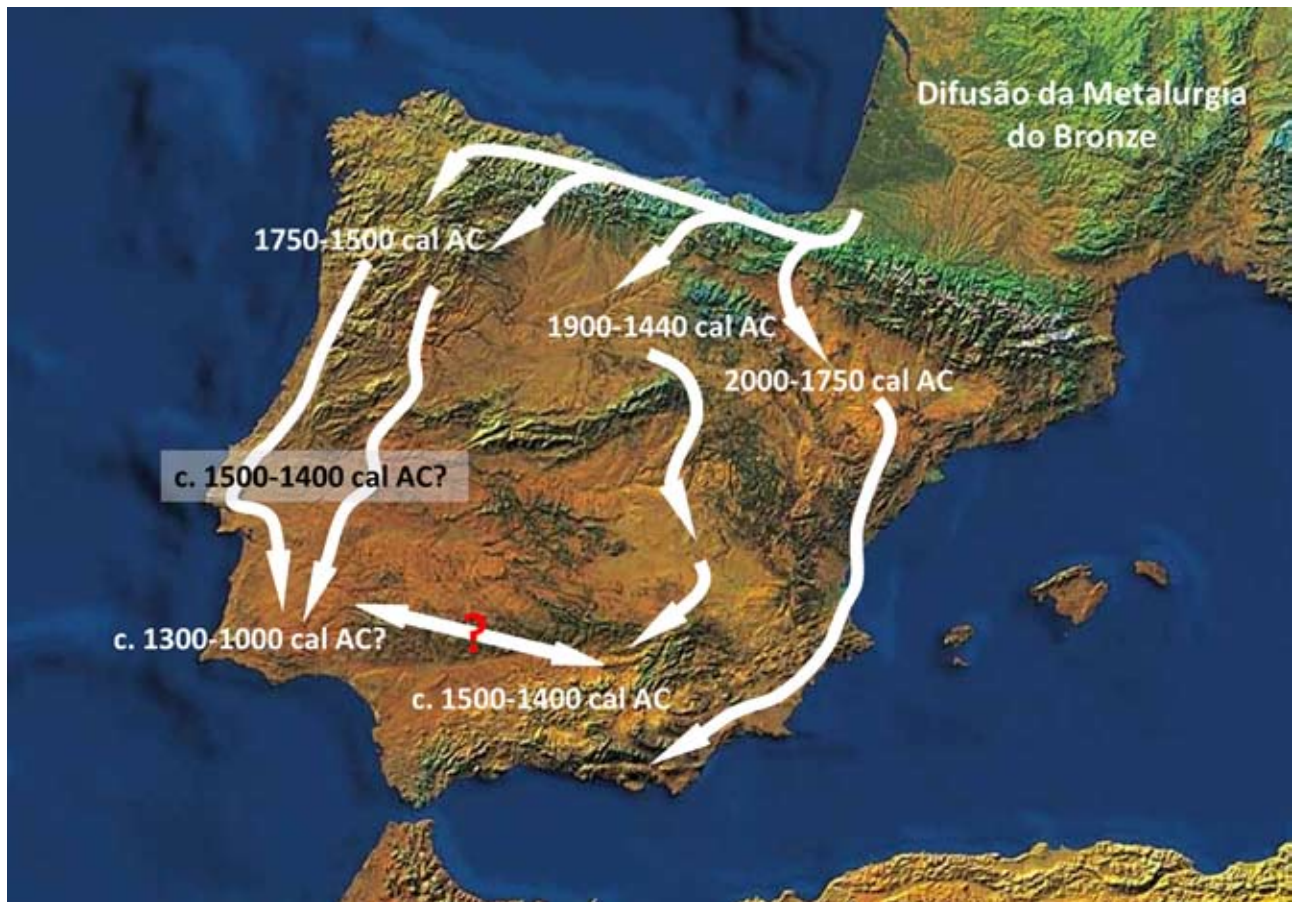 Difusão da Metalurgia
do Bronze
1750-1500 cal AC
1900-1440 cal AC
2000-1750 cal AC
c. 1500-1400 cal AC?
?
c. 1300-1000 cal AC?
c. 1500-1400 cal AC